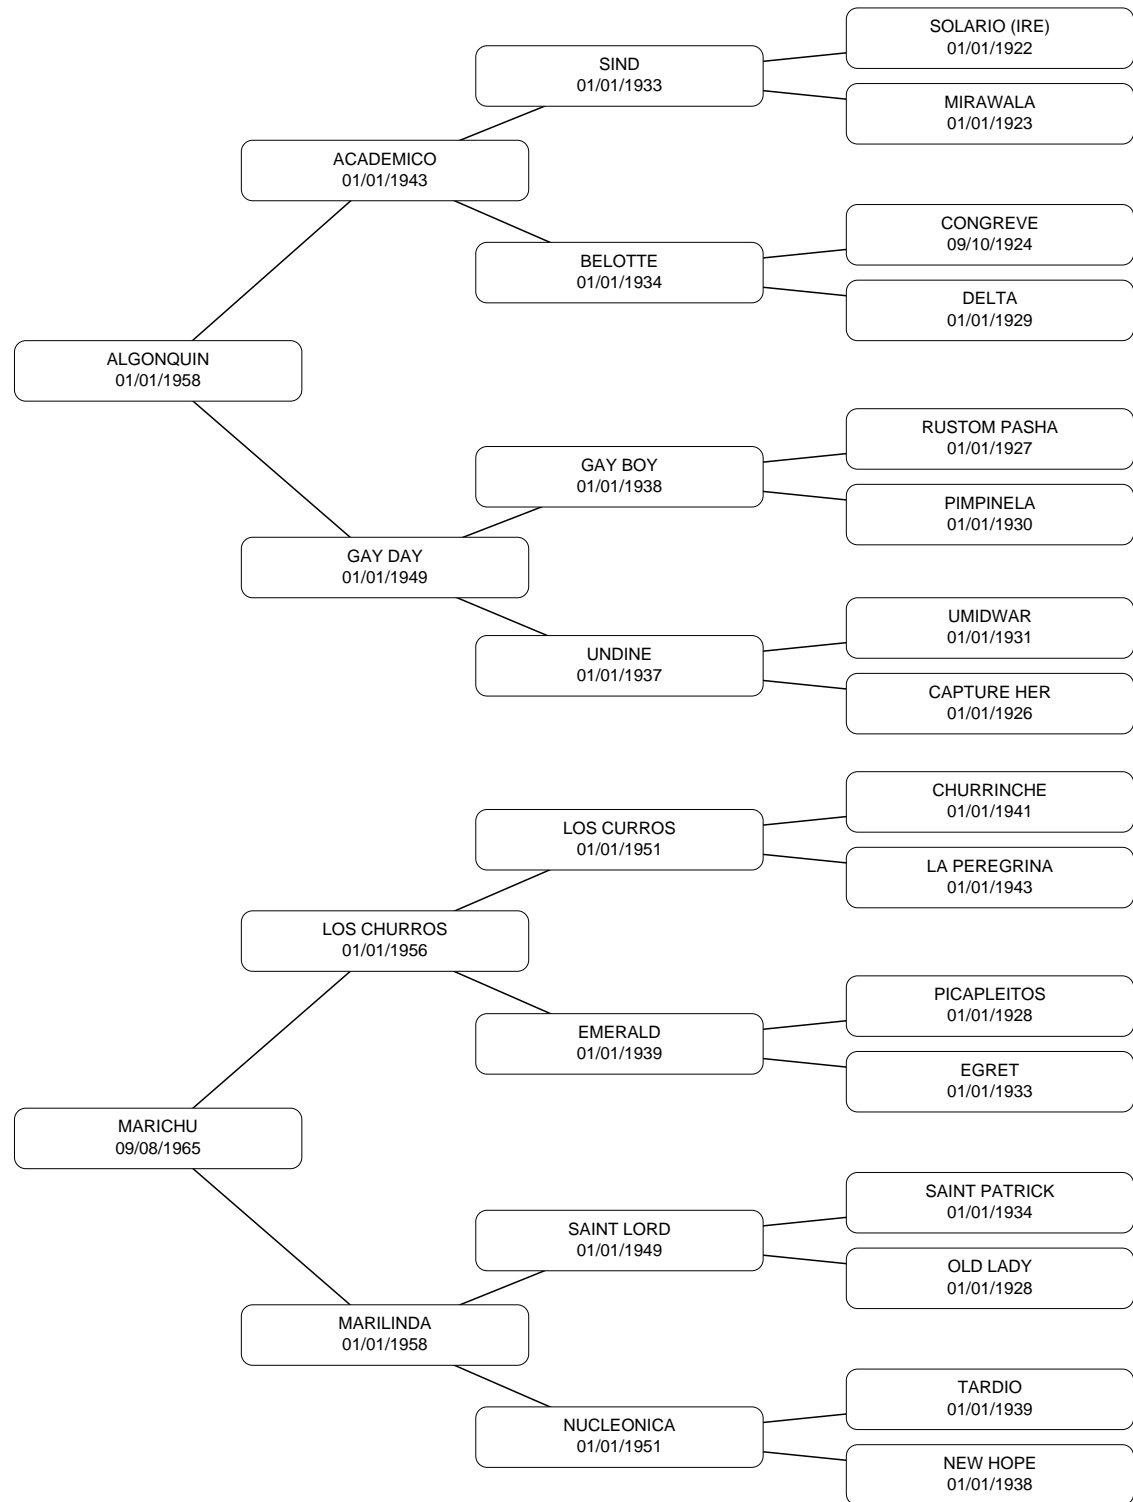 SOLARIO (IRE)
01/01/1922
SIND
01/01/1933
MIRAWALA
01/01/1923
ACADEMICO
01/01/1943
CONGREVE
09/10/1924
BELOTTE
01/01/1934
DELTA
01/01/1929
ALGONQUIN
01/01/1958
RUSTOM PASHA
01/01/1927
GAY BOY
01/01/1938
PIMPINELA
01/01/1930
GAY DAY
01/01/1949
UMIDWAR
01/01/1931
UNDINE
01/01/1937
CAPTURE HER
01/01/1926
CHURRINCHE
01/01/1941
LOS CURROS
01/01/1951
LA PEREGRINA
01/01/1943
LOS CHURROS
01/01/1956
PICAPLEITOS
01/01/1928
EMERALD
01/01/1939
EGRET
01/01/1933
MARICHU
09/08/1965
SAINT PATRICK
01/01/1934
SAINT LORD
01/01/1949
OLD LADY
01/01/1928
MARILINDA
01/01/1958
TARDIO
01/01/1939
NUCLEONICA
01/01/1951
NEW HOPE
01/01/1938